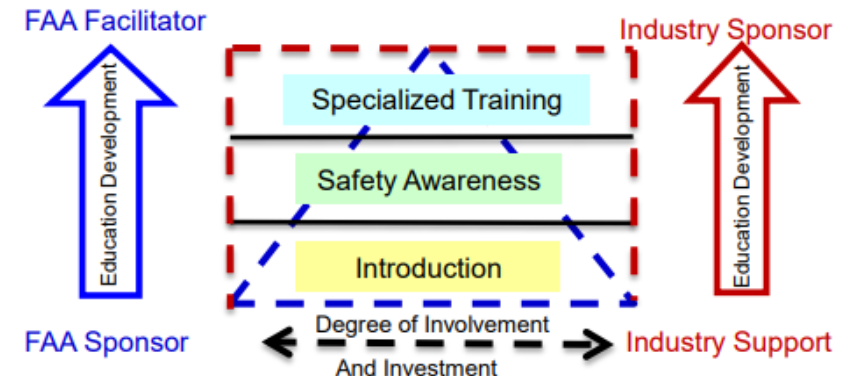 FAA Facilitator
Industry Sponsor
Education Development
Specialized Training
Safety Awareness
Introduction
Education Development
FAA Sponsor
Degree of Involvement
And Investment
Industry Support